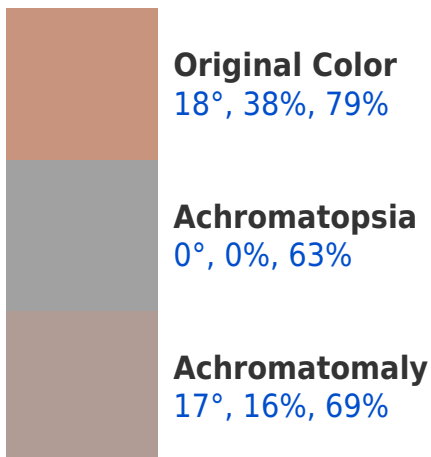 Original Color
18°, 38%, 79%
Achromatopsia
0°, 0%, 63%
Achromatomaly
17°, 16%, 69%